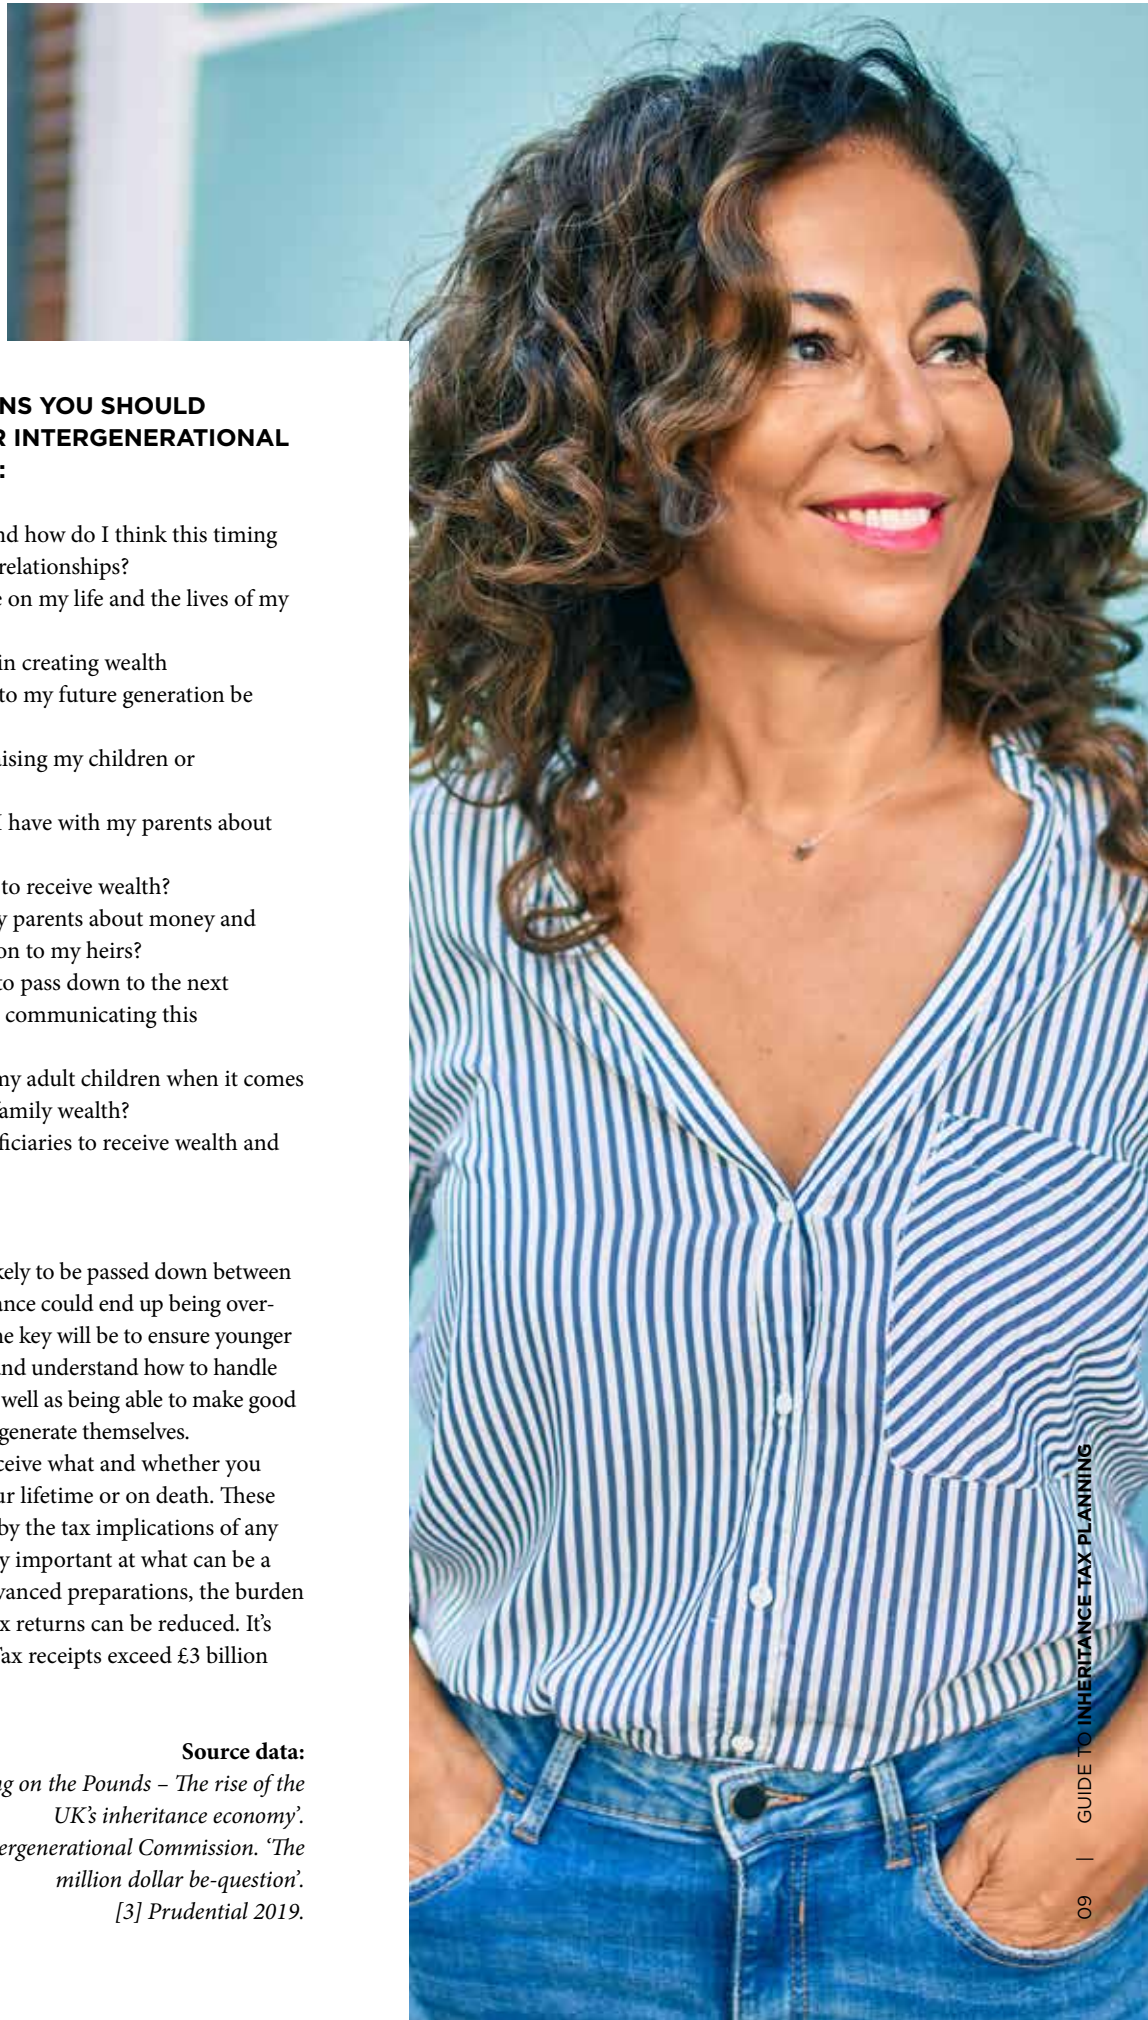 NS YOU SHOULD
R INTERGENERATIONAL
:
nd how do I think this timing
relationships?
e on my life and the lives of my
in creating wealth
to my future generation be
ising my children or
I have with my parents about
to receive wealth?
y parents about money and
on to my heirs?
to pass down to the next
communicating this
my adult children when it comes
family wealth?
ficiaries to receive wealth and
kely to be passed down between
ance could end up being over-
he key will be to ensure younger
and understand how to handle
well as being able to make good
generate themselves.
ceive what and whether you
ur lifetime or on death. These
by the tax implications of any
y important at what can be a
vanced preparations, the burden
x returns can be reduced. It’s
Tax receipts exceed £3 billion
Source data:
ng on the Pounds – The rise of the
UK’s inheritance economy’.
ergenerational Commission. ‘The
million dollar be-question’.
[3] Prudential 2019.
09 | GUIDE TO INHERITANCE TAX PLANNING